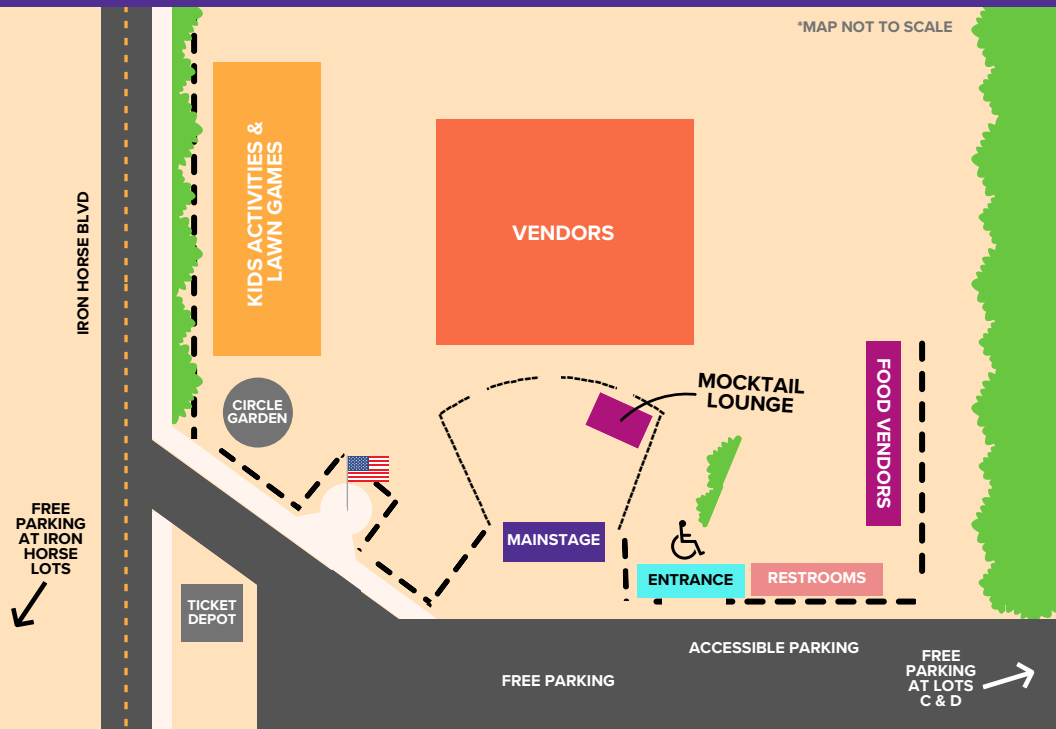 *MAP NOT TO SCALE
IRON HORSE BLVD
KIDS ACTIVITIES &
LAWN GAMES
VENDORS
CIRCLE
GARDEN
MOCKTAIL
LOUNGE
FOOD VENDORS
MAINSTAGE
ENTRANCE
RESTROOMS
FREE
PARKING
AT IRON
HORSE
LOTS
TICKET
DEPOT
ACCESSIBLE PARKING
FREE PARKING
FREE
PARKING
AT LOTS
C & D